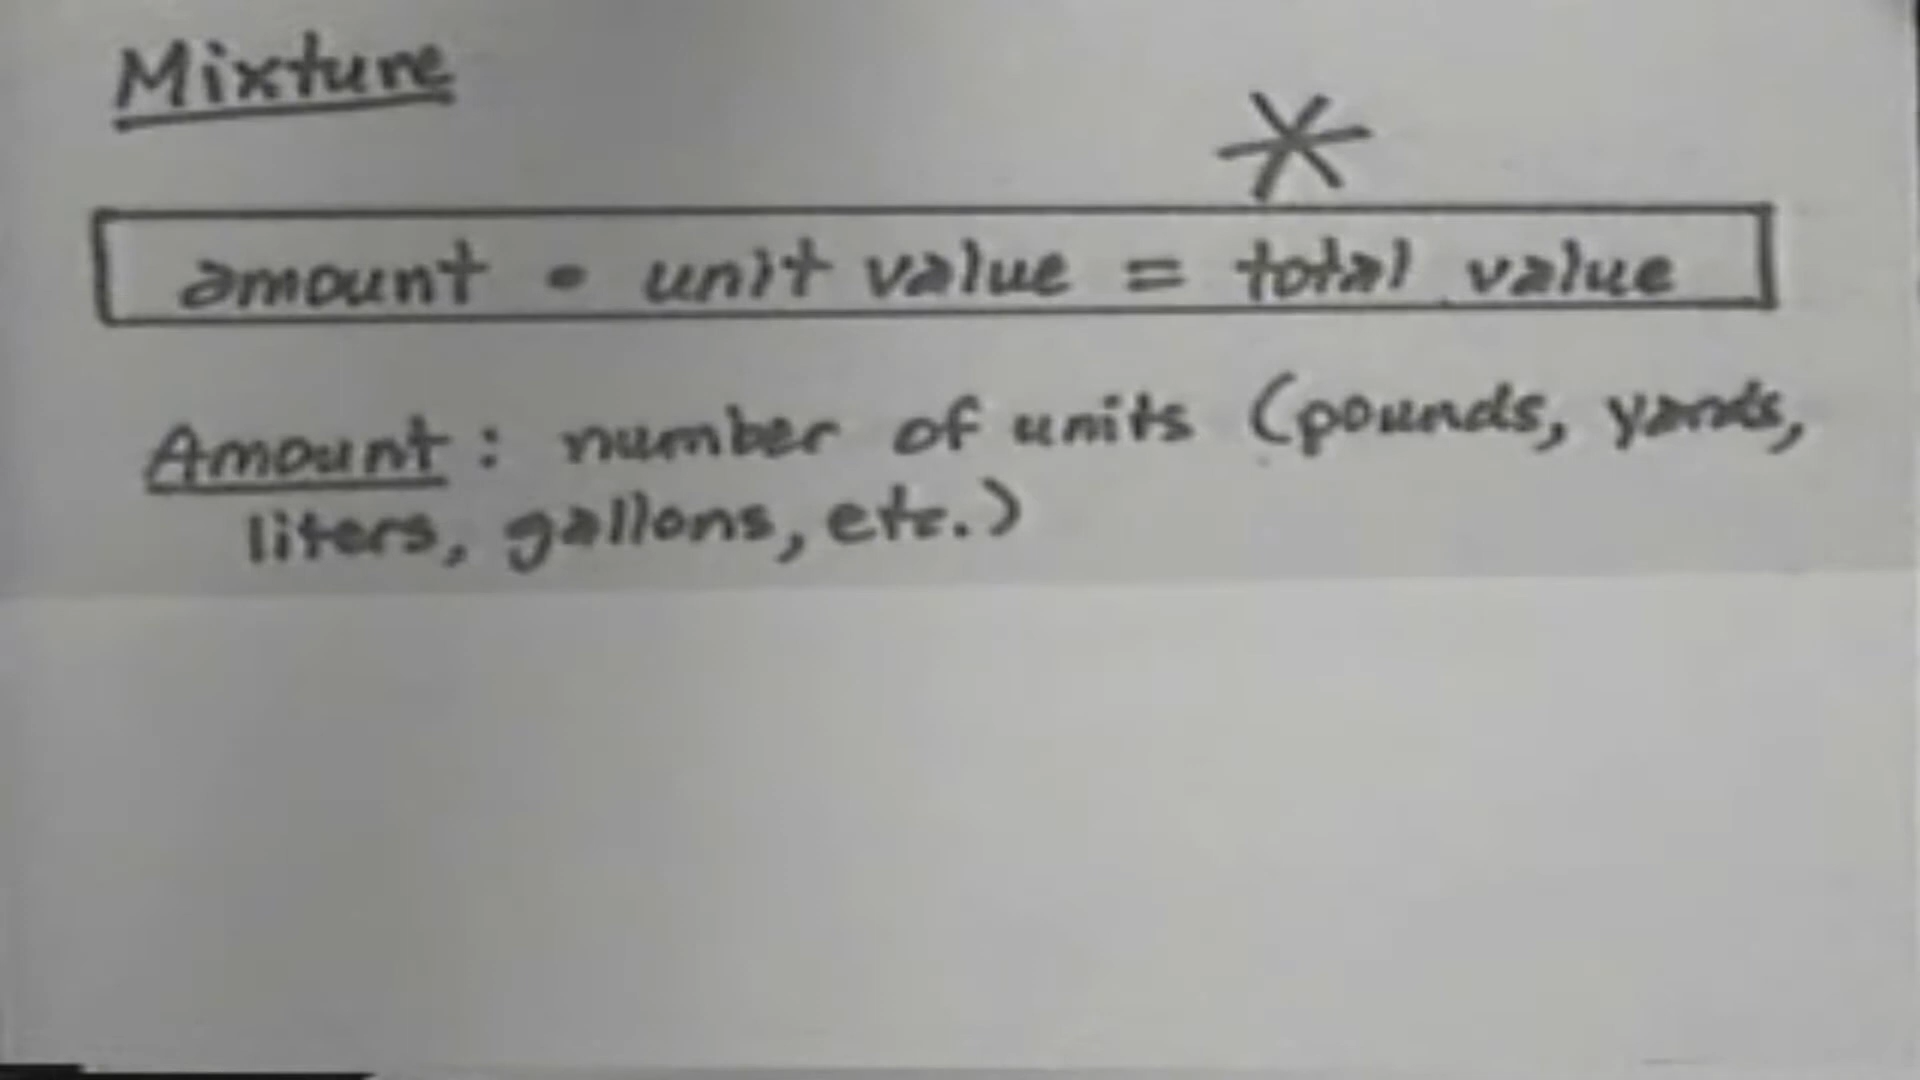 Mixture
*
amount • unit value = total value
Amount: number of units (pounds, yards,
liters, gallons, etc.)